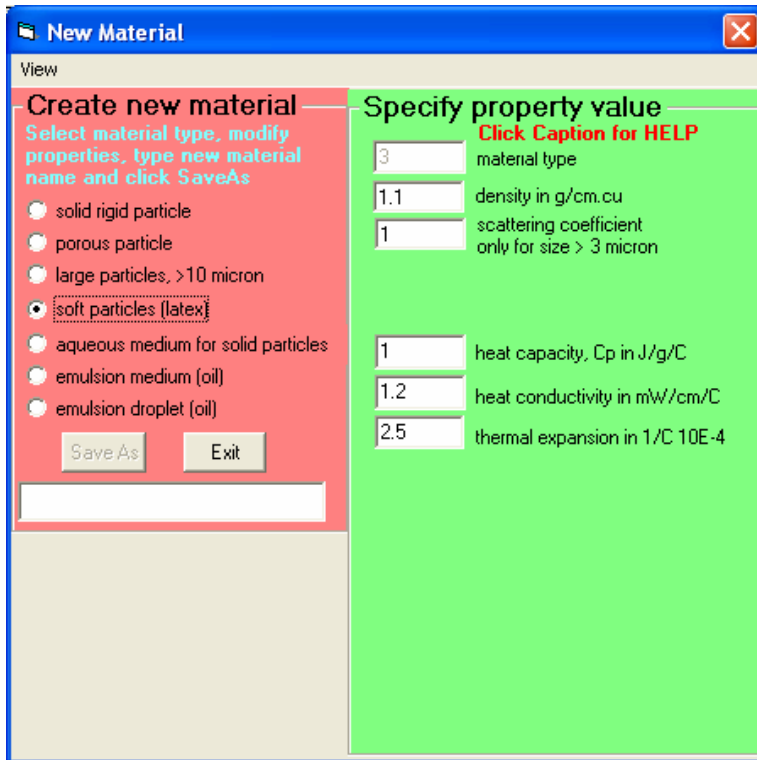 New Material
View
Create new material
Select material type, modify
properties, type new material
name and click SaveAs
solid rigid particle
porous particle
large particles, >10 micron
soft particles (latex)
aqueous medium for solid particles
emulsion medium (oil)
emulsion droplet (oil)
Save As
Exit
Specify property value
Click Caption for HELP
3 material type
1.1 density in g/cm.cu
1 scattering coefficient
only for size > 3 micron
1 heat capacity, Cp in J/g/C
1.2 heat conductivity in mW/cm/C
2.5 thermal expansion in 1/C 10E-4